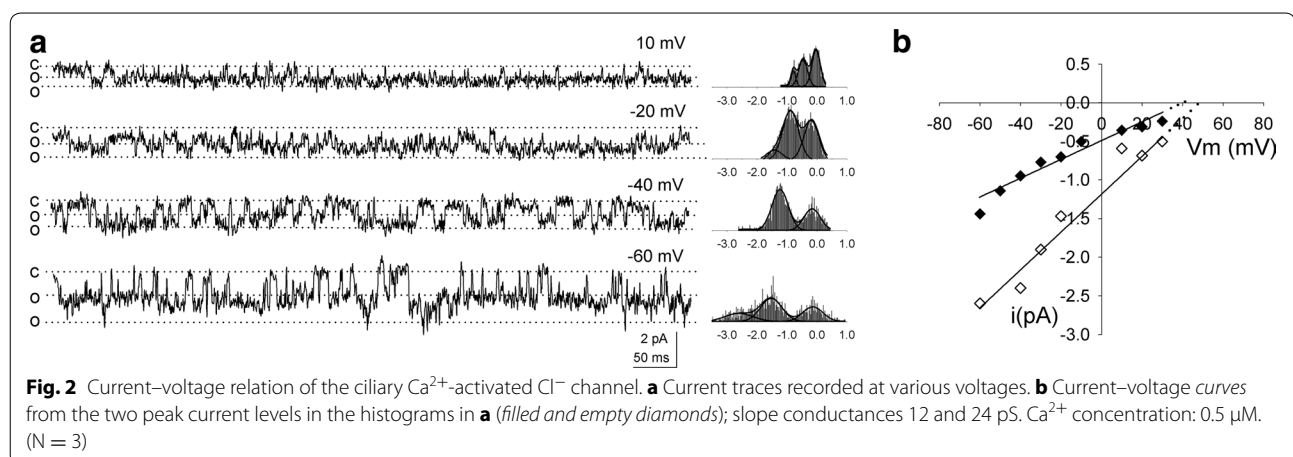 a
10 mV
C
O
O
-3.0 -2.0 -1.0 0.0 1.0
-20 mV
C
O
O
-3.0 -2.0 -1.0 0.0 1.0
-40 mV
C
O
O
-3.0 -2.0 -1.0 0.0 1.0
-60 mV
C
O
O
-3.0 -2.0 -1.0 0.0 1.0
2 pA
50 ms
b
0.5
0.0
-80 -60 -40 -20 0 20 40 60 80
Vm (mV)
-0.5
-1.0
-1.5
-2.0
-2.5
i(pA)
-3.0
Fig. 2 Current–voltage relation of the ciliary Ca²⁺-activated Cl⁻ channel. a Current traces recorded at various voltages. b Current–voltage curves
from the two peak current levels in the histograms in a (filled and empty diamonds); slope conductances 12 and 24 pS. Ca²⁺ concentration: 0.5 µM.
(N = 3)